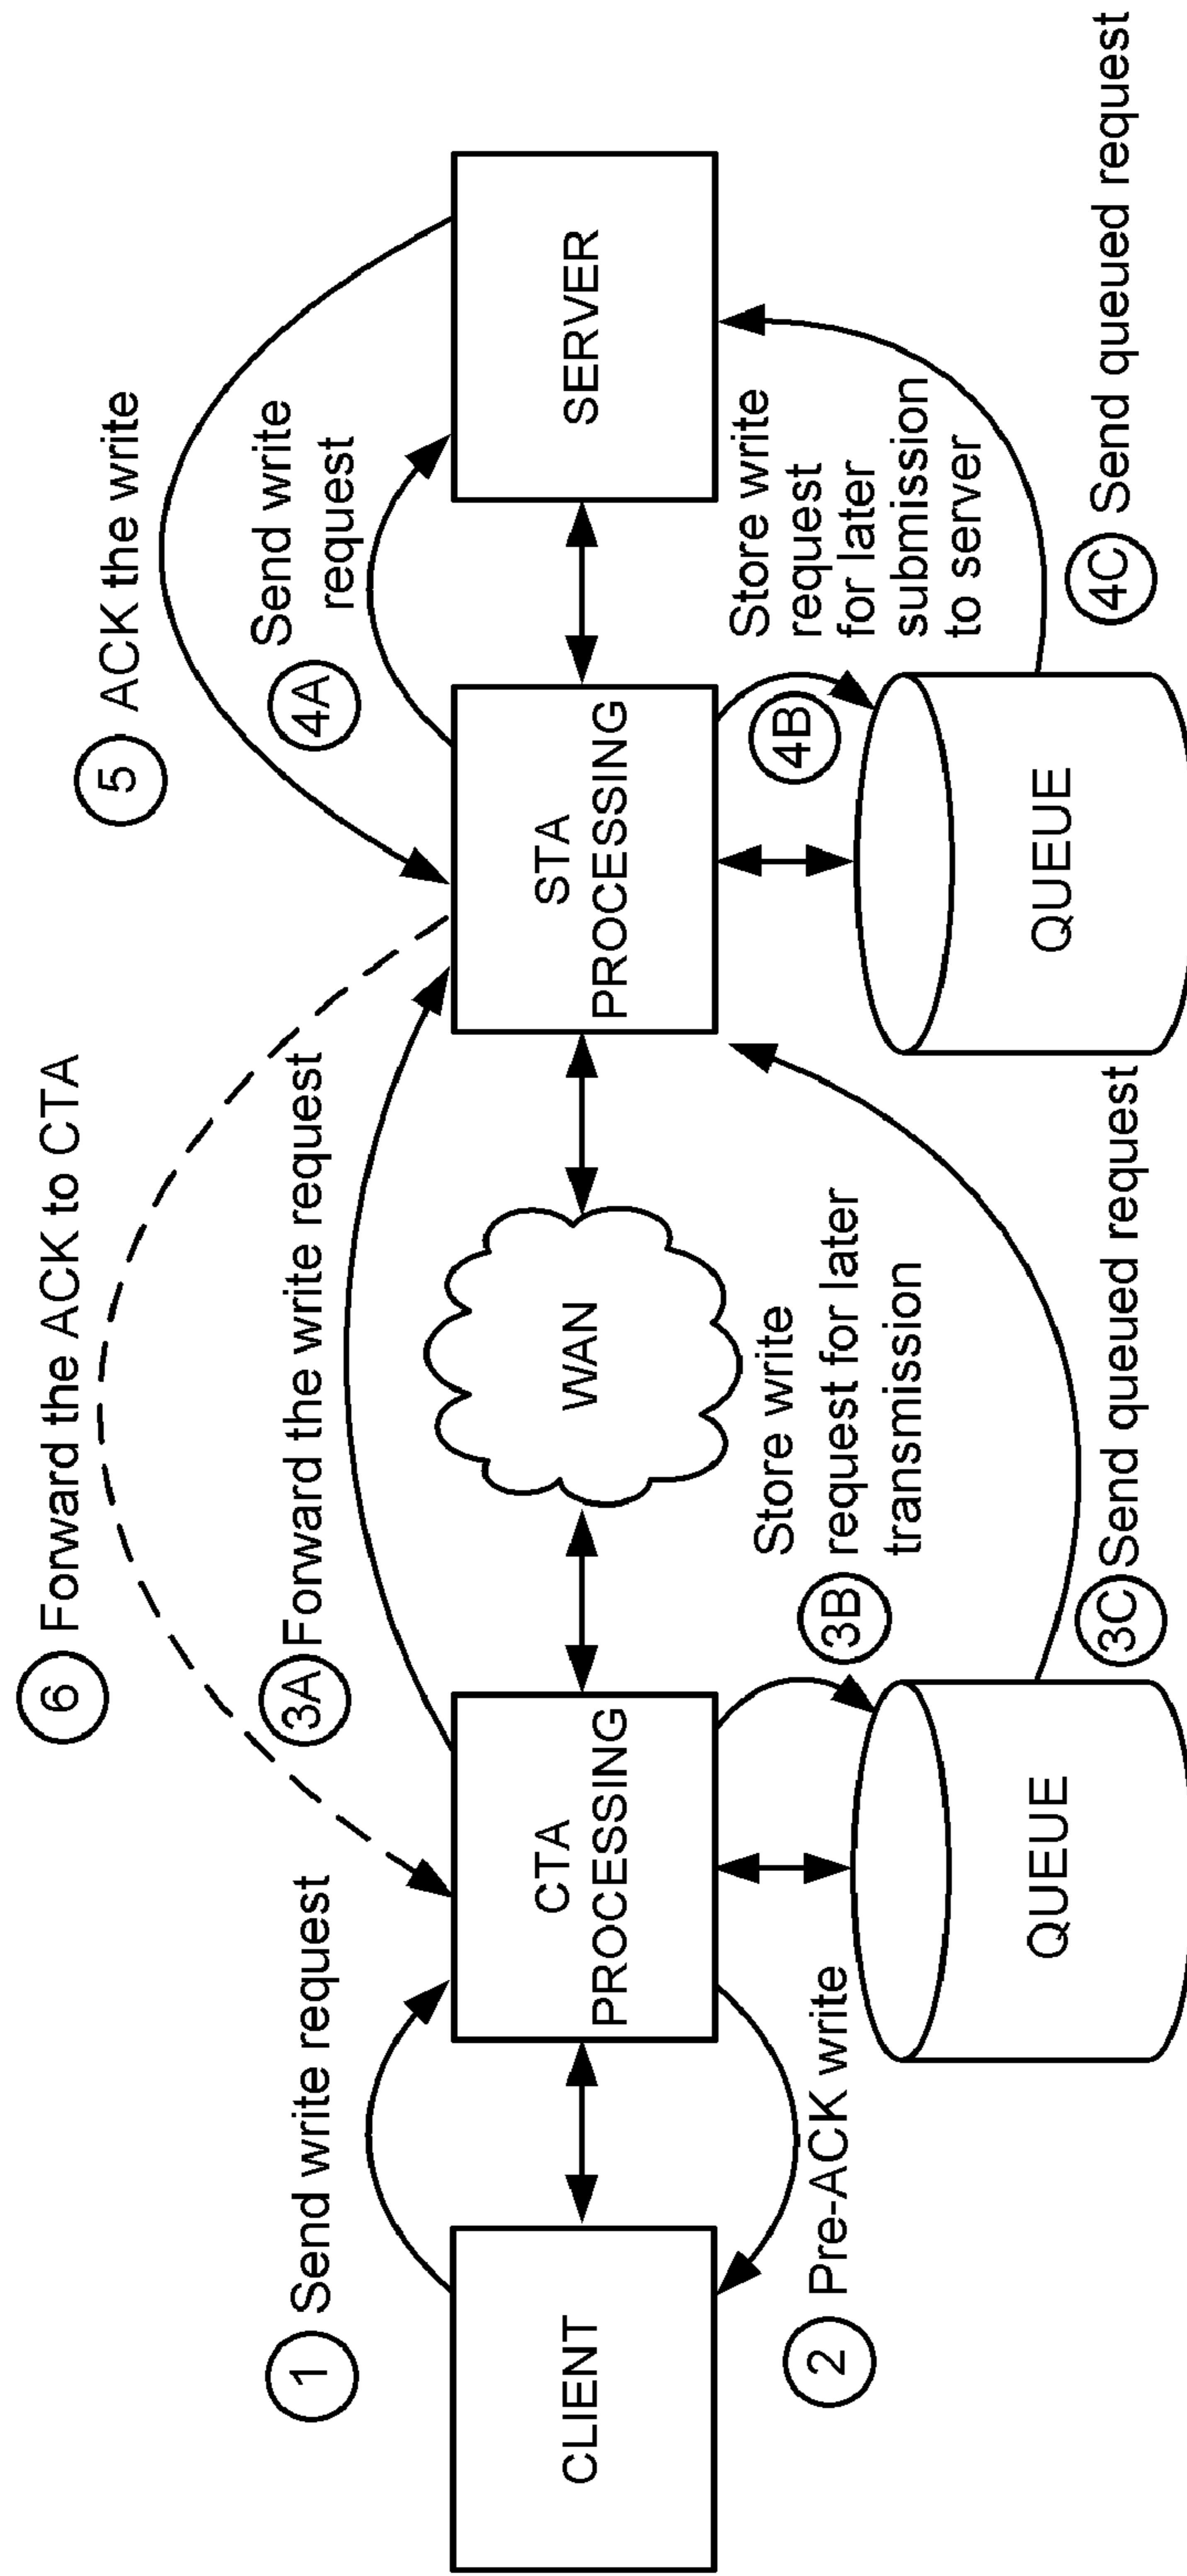 6 Forward the ACK to CTA
5 ACK the write
1 Send write request
3A Forward the write request
4A Send write
request
CLIENT
CTA
PROCESSING
WAN
STA
PROCESSING
SERVER
2 Pre-ACK write
3B Store write
request for later
transmission
4B Store write
request
for later
submission
to server
QUEUE
QUEUE
3C Send queued request
4C Send queued request